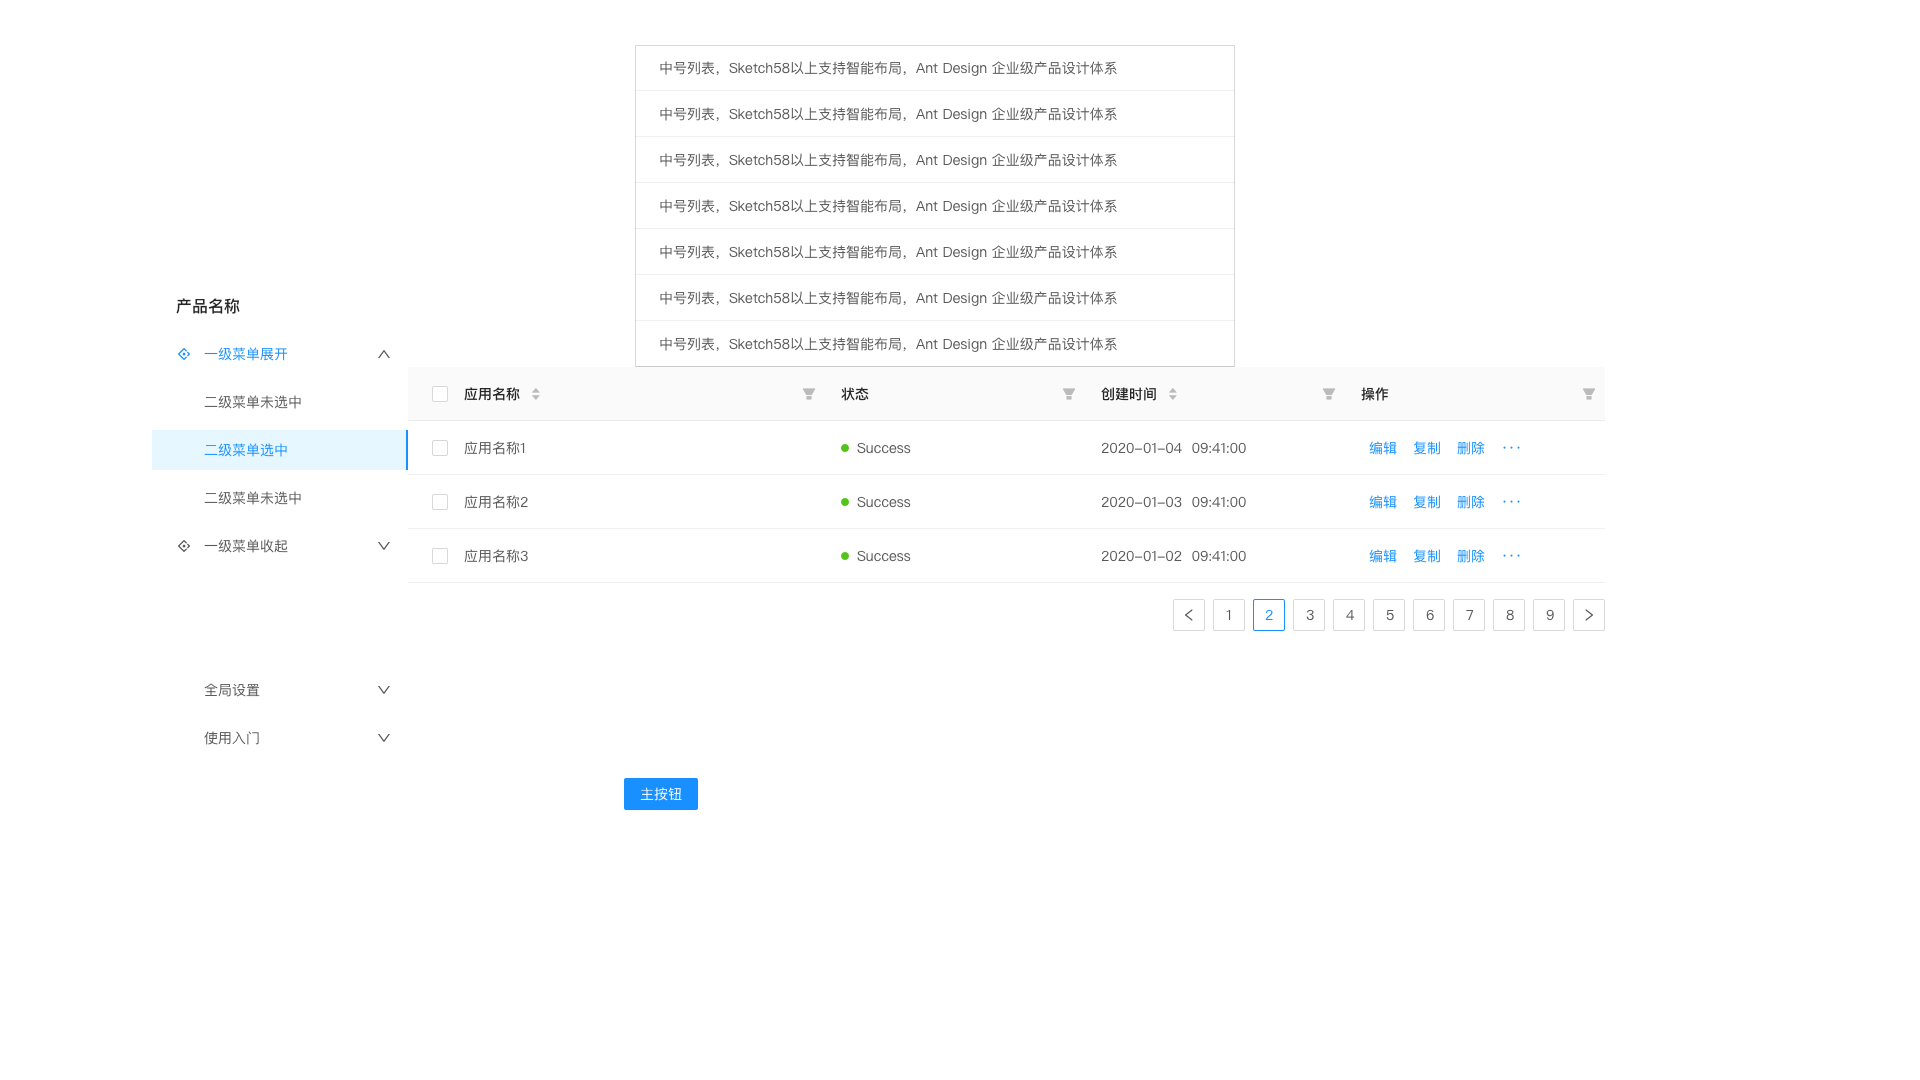 中号列表，Sketch58以上支持智能布局，Ant Design 企业级产品设计体系
中号列表，Sketch58以上支持智能布局，Ant Design 企业级产品设计体系
中号列表，Sketch58以上支持智能布局，Ant Design 企业级产品设计体系
中号列表，Sketch58以上支持智能布局，Ant Design 企业级产品设计体系
中号列表，Sketch58以上支持智能布局，Ant Design 企业级产品设计体系
中号列表，Sketch58以上支持智能布局，Ant Design 企业级产品设计体系
中号列表，Sketch58以上支持智能布局，Ant Design 企业级产品设计体系
产品名称
一级菜单展开
二级菜单未选中
二级菜单选中
二级菜单未选中
一级菜单收起
全局设置
使用入门
应用名称 状态 创建时间 操作
应用名称1 Success 2020-01-04 09:41:00 编辑 复制 删除 ···
应用名称2 Success 2020-01-03 09:41:00 编辑 复制 删除 ···
应用名称3 Success 2020-01-02 09:41:00 编辑 复制 删除 ···
1 2 3 4 5 6 7 8 9
主按钮